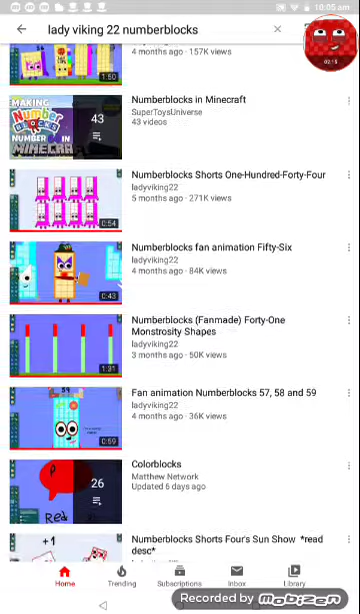 10:05 am
lady viking 22 numberblocks
02:15
4 months ago · 157K views
1:50
MAKING
Number
BLOCKS
NUMBER IN
MINECRAFT
43
Numberblocks in Minecraft
SuperToysUniverse
43 videos
Numberblocks Shorts One-Hundred-Forty-Four
ladyviking22
5 months ago · 271K views
0:54
Numberblocks fan animation Fifty-Six
ladyviking22
4 months ago · 84K views
0:43
Numberblocks (Fanmade) Forty-One
Monstrosity Shapes
ladyviking22
3 months ago · 50K views
1:31
59
Fan animation Numberblocks 57, 58 and 59
ladyviking22
4 months ago · 36K views
0:59
Red
26
Colorblocks
Matthew Network
Updated 6 days ago
+1
Numberblocks Shorts Four's Sun Show *read
desc*
Home
Trending
Subscriptions
Inbox
Library
Recorded by mobizen